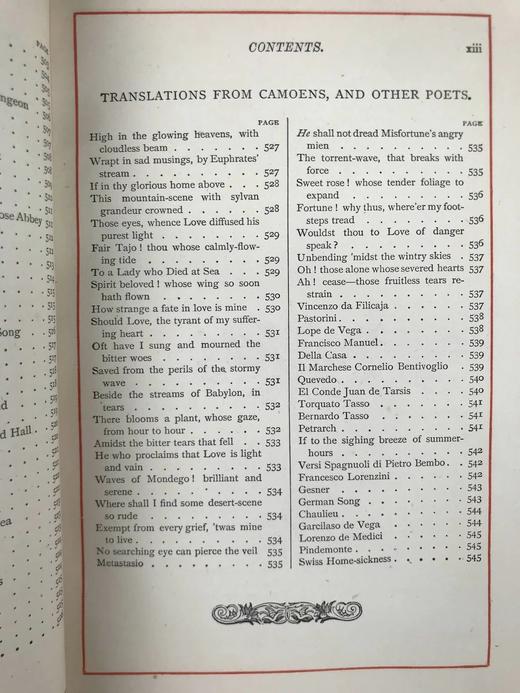 PAGE
509
ngeon
ose Abbey
Song
d
d Hall
ea
s
CONTENTS. xiii
TRANSLATIONS FROM CAMOENS, AND OTHER POETS.
PAGE
High in the glowing heavens, with
cloudless beam . . . . . . 527
Wrapt in sad musings, by Euphrates'
stream . . . . . . . . 527
If in thy glorious home above . . . 528
This mountain-scene with sylvan
grandeur crowned . . . . . 528
Those eyes, whence Love diffused his
purest light . . . . . . . 529
Fair Tajo! thou whose calmly-flow-
ing tide . . . . . . . . 529
To a Lady who Died at Sea . . . 529
Spirit beloved! whose wing so soon
hath flown . . . . . . . 530
How strange a fate in love is mine . 530
Should Love, the tyrant of my suffer-
ing heart . . . . . . . . 531
Oft have I sung and mourned the
bitter woes . . . . . . . 531
Saved from the perils of the stormy
wave . . . . . . . . . 531
Beside the streams of Babylon, in
tears . . . . . . . . . 532
There blooms a plant, whose gaze,
from hour to hour . . . . . 532
Amidst the bitter tears that fell . . 533
He who proclaims that Love is light
and vain . . . . . . . . 533
Waves of Mondego! brilliant and
serene . . . . . . . . . 534
Where shall I find some desert-scene
so rude . . . . . . . . 534
Exempt from every grief, 'twas mine
to live . . . . . . . . . 534
No searching eye can pierce the veil 535
Metastasio . . . . . . . . 535
PAGE
He shall not dread Misfortune's angry
mien . . . . . . . . . 535
The torrent-wave, that breaks with
force . . . . . . . . . 535
Sweet rose! whose tender foliage to
expand . . . . . . . . 536
Fortune! why thus, where'er my foot-
steps tread . . . . . . . 536
Wouldst thou to Love of danger
speak? . . . . . . . . 536
Unbending 'midst the wintry skies . 537
Oh! those alone whose severed hearts 537
Ah! cease—those fruitless tears re-
strain . . . . . . . . . 537
Vincenzo da Filicaja . . . . . 537
Pastorini . . . . . . . . . 538
Lope de Vega . . . . . . . 538
Francisco Manuel . . . . . . 539
Della Casa . . . . . . . . 539
Il Marchese Cornelio Bentivoglio . 539
Quevedo . . . . . . . . . 540
El Conde Juan de Tarsis . . . . 540
Torquato Tasso . . . . . . . 541
Bernardo Tasso . . . . . . . 541
Petrarch . . . . . . . . . 541
If to the sighing breeze of summer-
hours . . . . . . . . . 542
Versi Spagnuoli di Pietro Bembo . . 542
Francesco Lorenzini . . . . . 542
Gesner . . . . . . . . . 543
German Song . . . . . . . 543
Chaulieu . . . . . . . . . 544
Garcilaso de Vega . . . . . . 544
Lorenzo de Medici . . . . . . 545
Pindemonte . . . . . . . . 545
Swiss Home-sickness . . . . . 545